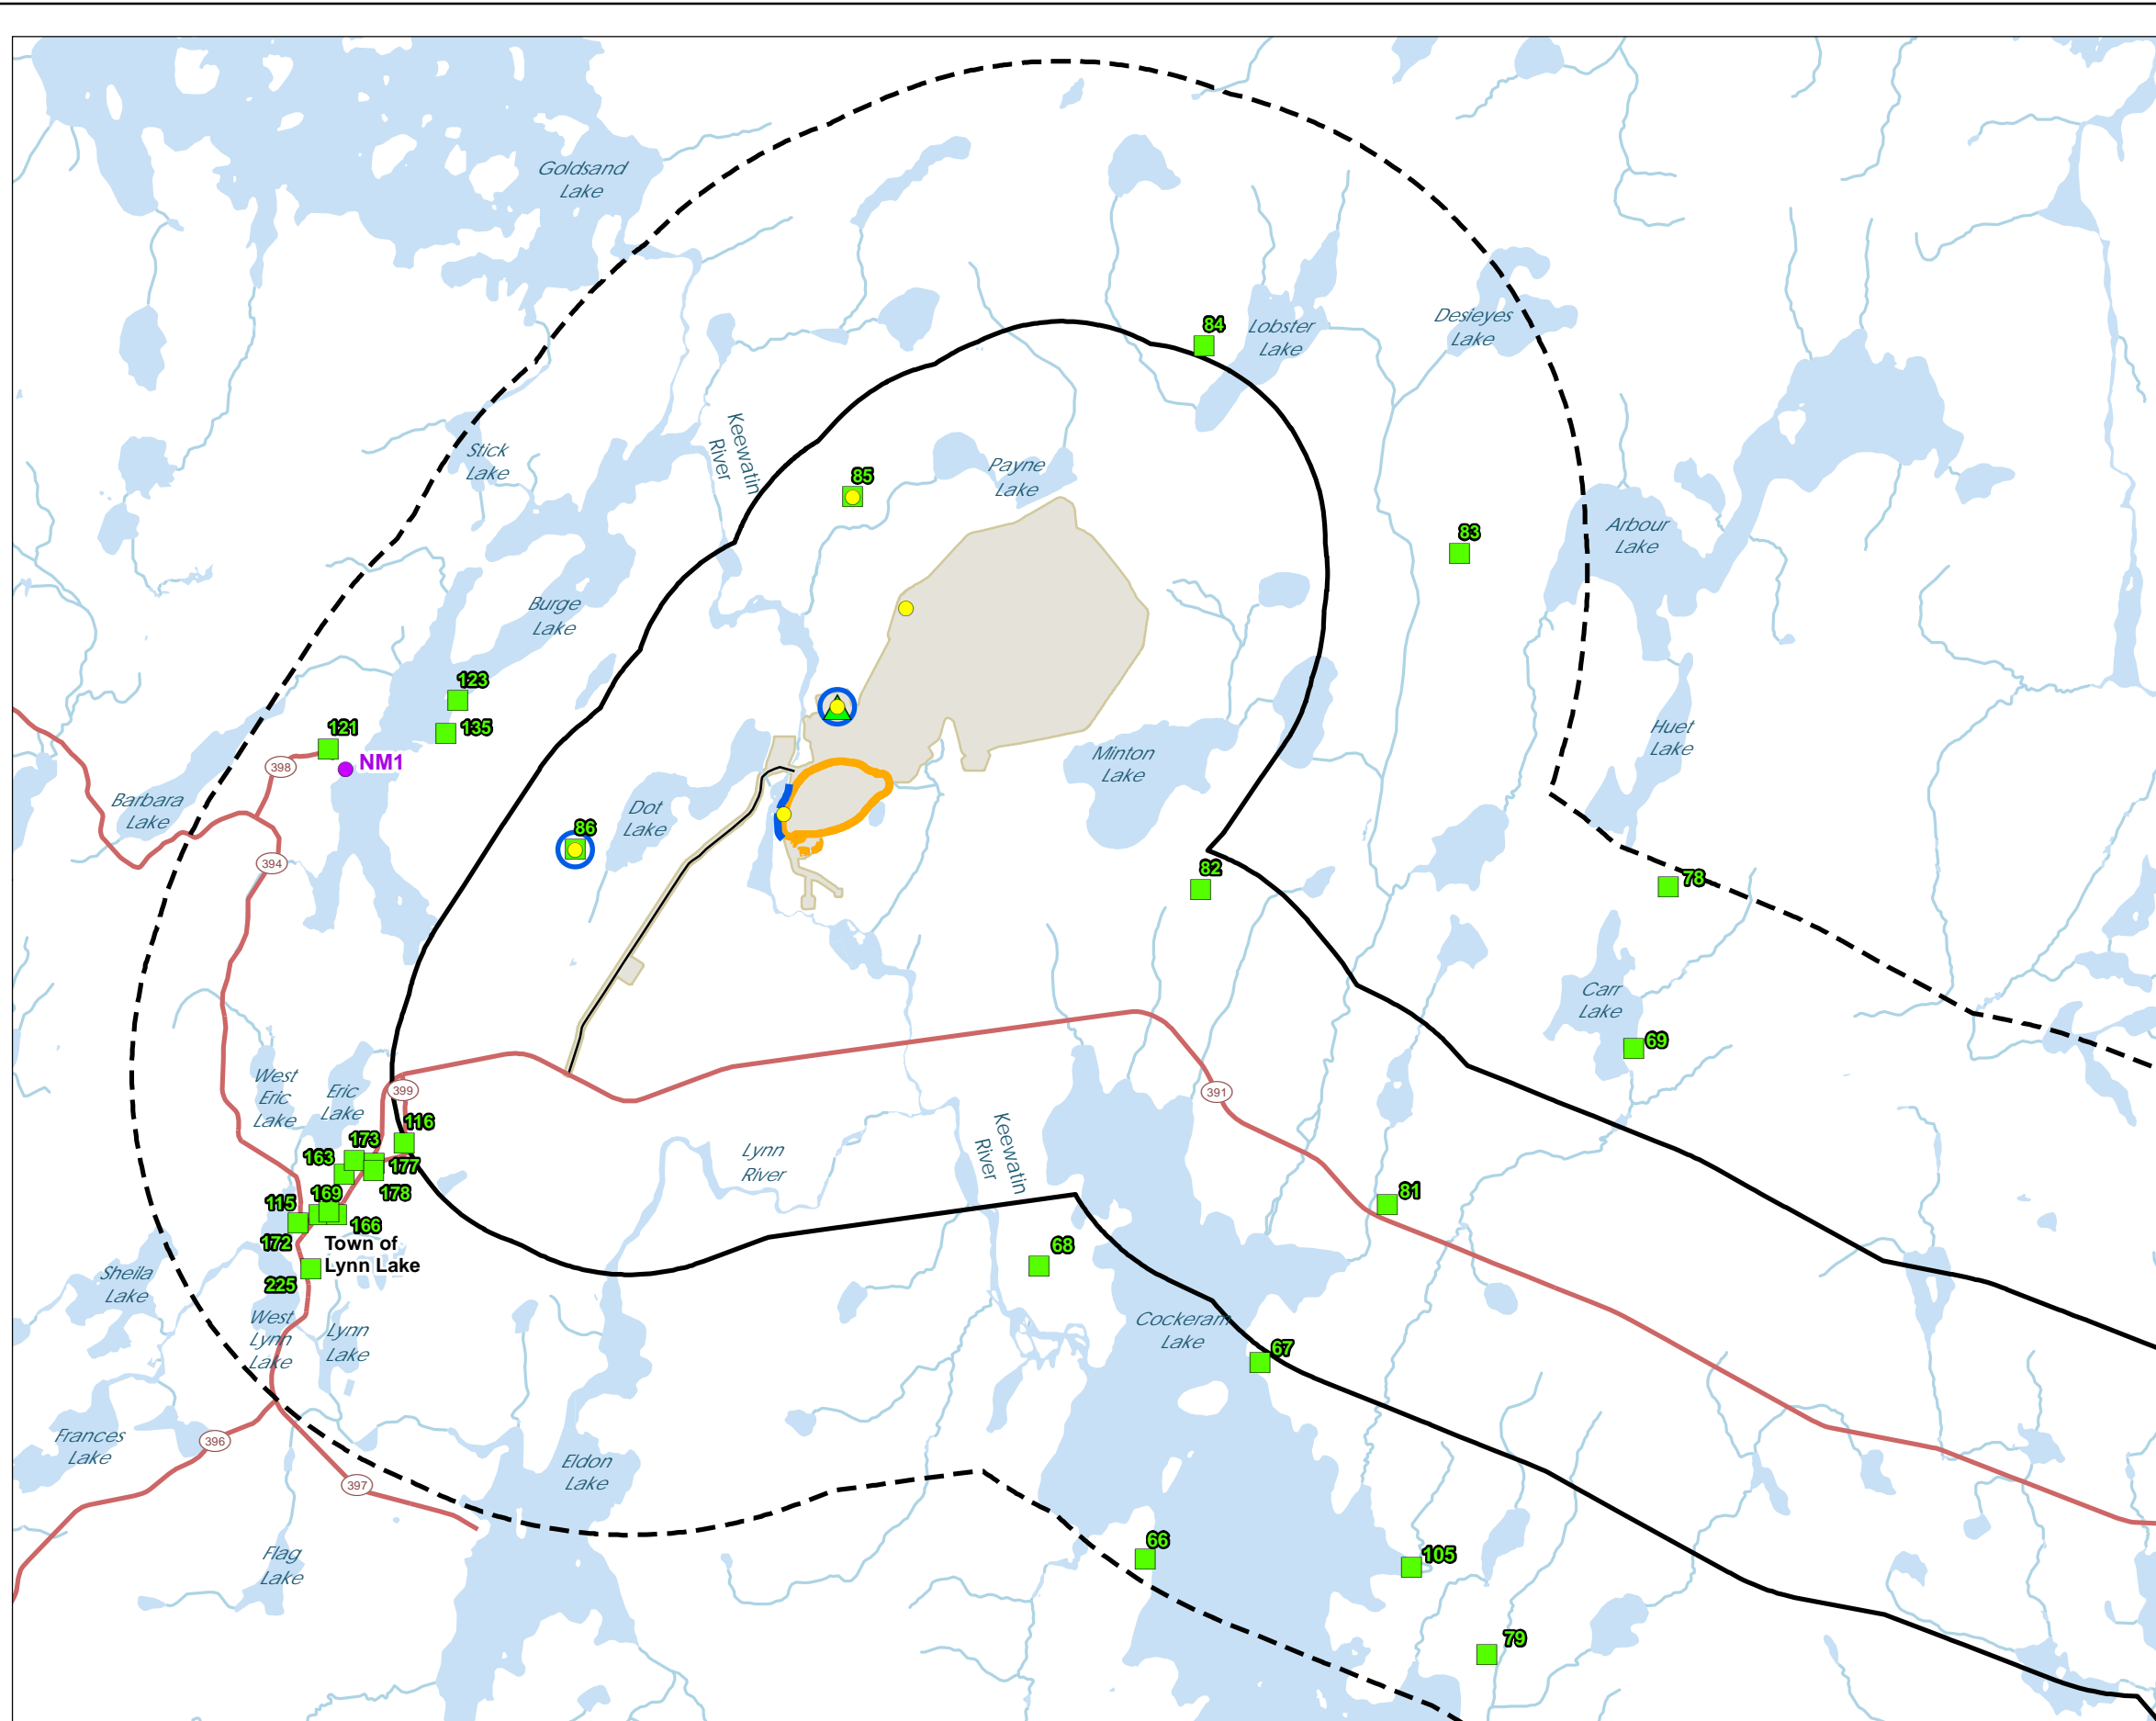 Goldsand
Lake
84
Lobster
Lake
Desieyes
Lake
Keewatin
River
Stick
Lake
85
Payne
Lake
83
Arbour
Lake
Burge
Lake
123
135
121
NM1
398
Huet
Lake
Minton
Lake
Barbara
Lake
Dot
Lake
86
394
82
78
Carr
Lake
69
West
Eric
Lake
Eric
Lake
399
391
116
173
163
177
178
169
115
166
172
Town of
Lynn Lake
225
Lynn
River
Keewatin
River
81
68
Sheila
Lake
West
Lynn
Lake
Lynn
Lake
Cockeram
Lake
67
Frances
Lake
396
397
Eldon
Lake
Flag
Lake
66
105
79